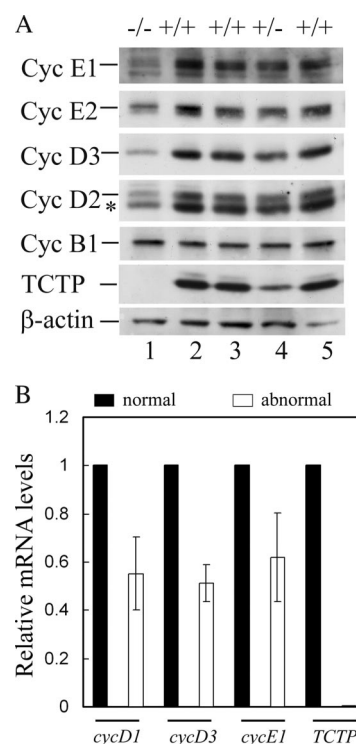 A
-/- +/+ +/+ +/- +/+
Cyc E1
Cyc E2
Cyc D3
Cyc D2
*
Cyc B1
TCTP
β-actin
1 2 3 4 5
B
normal abnormal
Relative mRNA levels
1.2
1
0.8
0.6
0.4
0.2
0
cycD1 cycD3 cycE1 TCTP